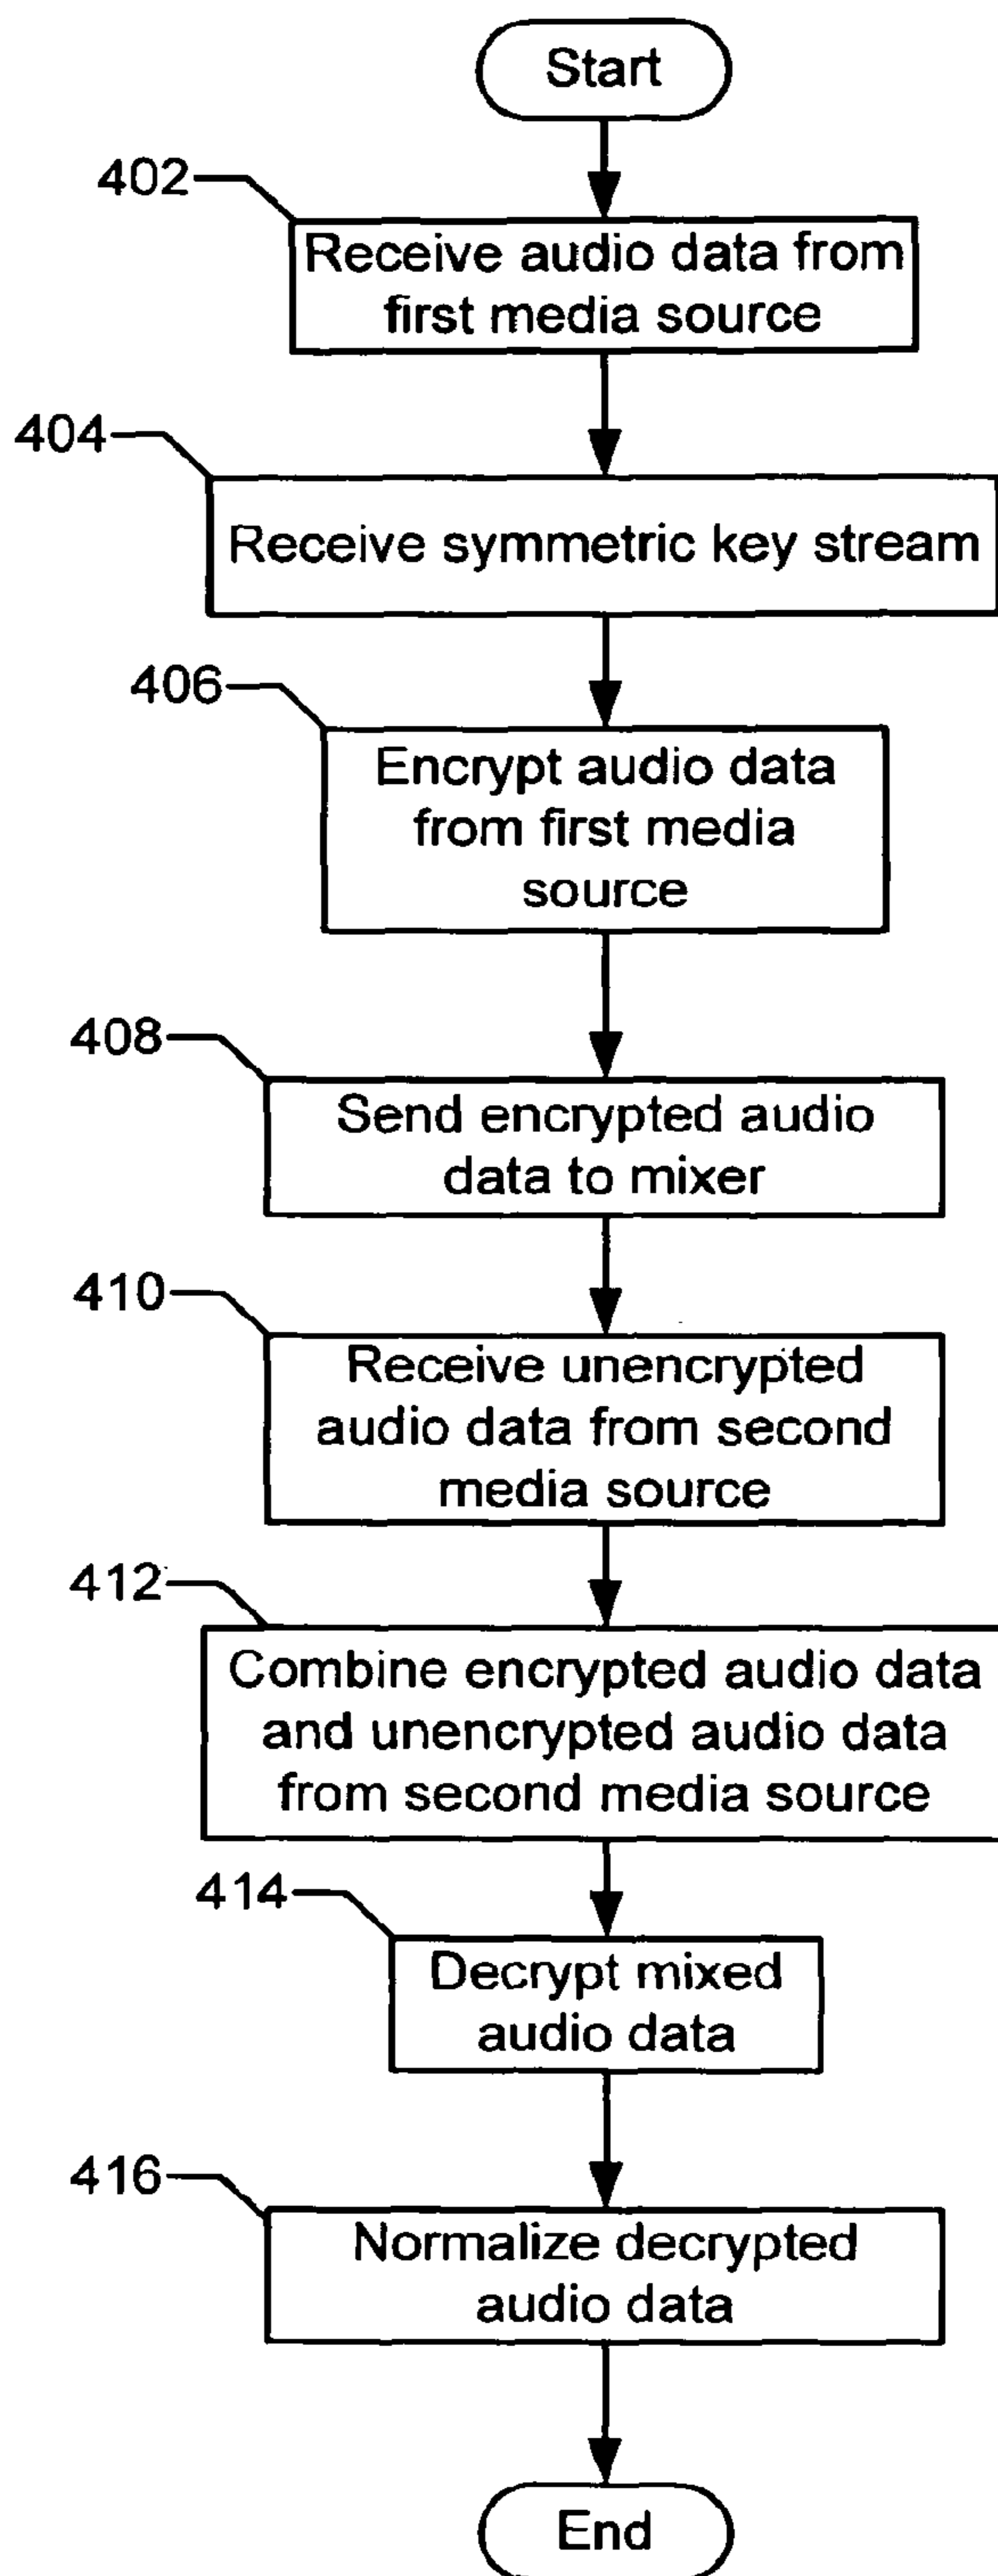 Start
402
Receive audio data from
first media source
404
Receive symmetric key stream
406
Encrypt audio data
from first media
source
408
Send encrypted audio
data to mixer
410
Receive unencrypted
audio data from second
media source
412
Combine encrypted audio data
and unencrypted audio data
from second media source
414
Decrypt mixed
audio data
416
Normalize decrypted
audio data
End